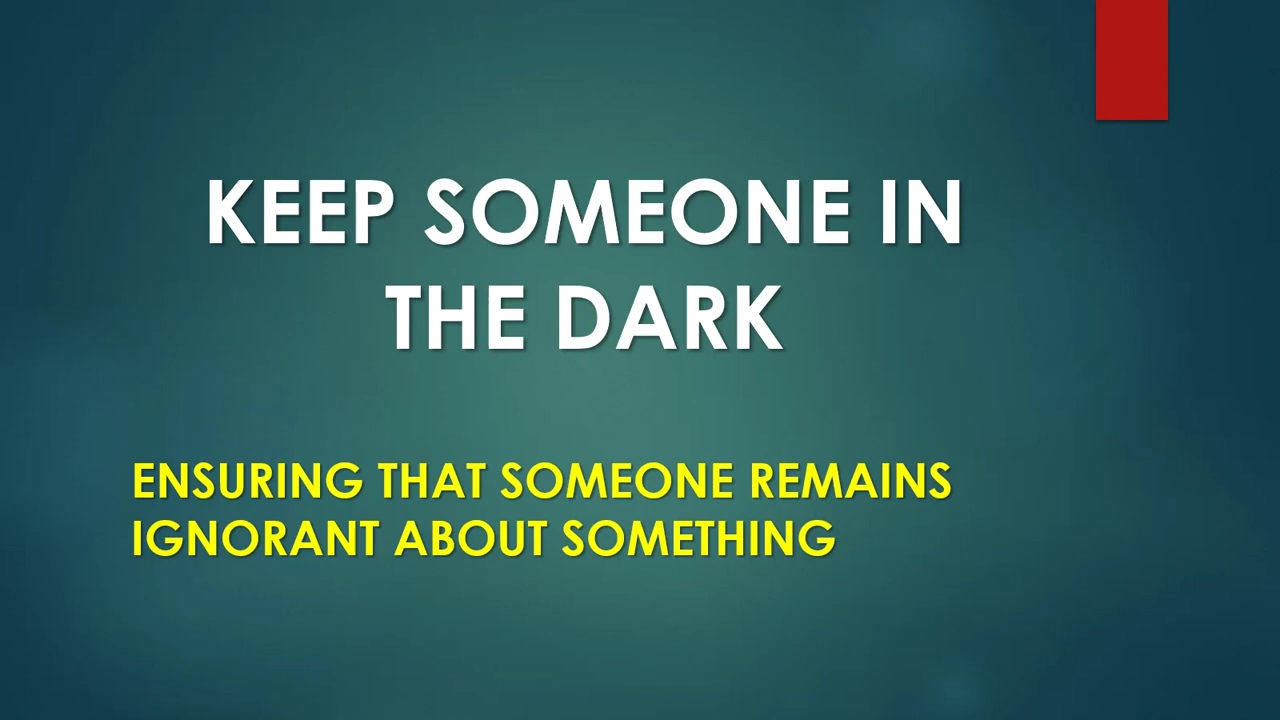 KEEP SOMEONE IN
THE DARK
ENSURING THAT SOMEONE REMAINS
IGNORANT ABOUT SOMETHING